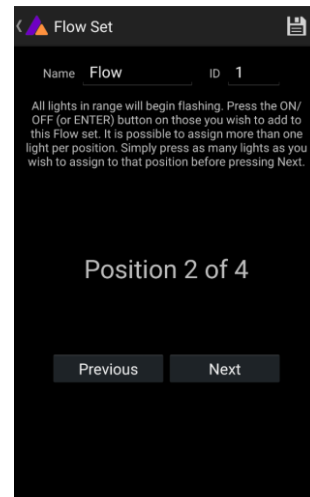 Flow Set
Name Flow ID 1
All lights in range will begin flashing. Press the ON/
OFF (or ENTER) button on those you wish to add to
this Flow set. It is possible to assign more than one
light per position. Simply press as many lights as you
wish to assign to that position before pressing Next.
Position 2 of 4
Previous Next